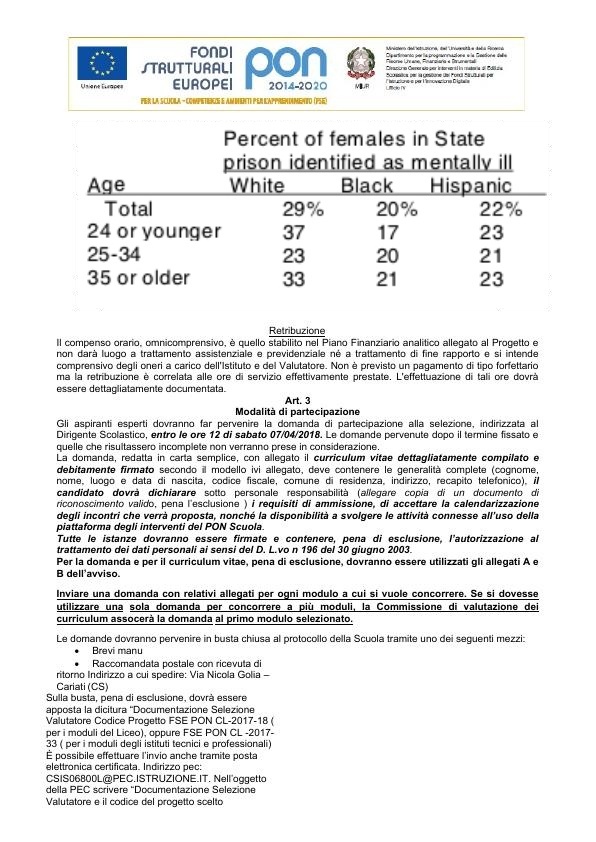 FONDI
STRUTTURALI
EUROPEI
pon
2014-2020
Unione Europea
PER LA SCUOLA - COMPETENZE E AMBIENTI PER L'APPRENDIMENTO (FSE)
MIUR
Ministero dell'Istruzione, dell'Università e della Ricerca
Dipartimento per la programmazione e la Gestione delle
Risorse Umane, Finanziarie e Strumentali
Direzione Generale per interventi in materia di Edilizia
Scolastica per la gestione dei Fondi Strutturali per
l'Istruzione e per l'Innovazione Digitale
Ufficio IV
Percent of females in State
prison identified as mentally ill
Age White Black Hispanic
Total 29% 20% 22%
24 or younger 37 17 23
25-34 23 20 21
35 or older 33 21 23
Retribuzione
Il compenso orario, omnicomprensivo, è quello stabilito nel Piano Finanziario analitico allegato al Progetto e
non darà luogo a trattamento assistenziale e previdenziale né a trattamento di fine rapporto e si intende
comprensivo degli oneri a carico dell'Istituto e del Valutatore. Non è previsto un pagamento di tipo forfettario
ma la retribuzione è correlata alle ore di servizio effettivamente prestate. L'effettuazione di tali ore dovrà
essere dettagliatamente documentata.
Art. 3
Modalità di partecipazione
Gli aspiranti esperti dovranno far pervenire la domanda di partecipazione alla selezione, indirizzata al
Dirigente Scolastico, entro le ore 12 di sabato 07/04/2018. Le domande pervenute dopo il termine fissato e
quelle che risultassero incomplete non verranno prese in considerazione.
La domanda, redatta in carta semplice, con allegato il curriculum vitae dettagliatamente compilato e
debitamente firmato secondo il modello ivi allegato, deve contenere le generalità complete (cognome,
nome, luogo e data di nascita, codice fiscale, comune di residenza, indirizzo, recapito telefonico), il
candidato dovrà dichiarare sotto personale responsabilità (allegare copia di un documento di
riconoscimento valido, pena l'esclusione ) i requisiti di ammissione, di accettare la calendarizzazione
degli incontri che verrà proposta, nonché la disponibilità a svolgere le attività connesse all'uso della
piattaforma degli interventi del PON Scuola.
Tutte le istanze dovranno essere firmate e contenere, pena di esclusione, l'autorizzazione al
trattamento dei dati personali ai sensi del D. L.vo n 196 del 30 giugno 2003.
Per la domanda e per il curriculum vitae, pena di esclusione, dovranno essere utilizzati gli allegati A e
B dell'avviso.
Inviare una domanda con relativi allegati per ogni modulo a cui si vuole concorrere. Se si dovesse
utilizzare una sola domanda per concorrere a più moduli, la Commissione di valutazione dei
curriculum assocerà la domanda al primo modulo selezionato.
Le domande dovranno pervenire in busta chiusa al protocollo della Scuola tramite uno dei seguenti mezzi:
• Brevi manu
• Raccomandata postale con ricevuta di
ritorno Indirizzo a cui spedire: Via Nicola Golia –
Cariati (CS)
Sulla busta, pena di esclusione, dovrà essere
apposta la dicitura "Documentazione Selezione
Valutatore Codice Progetto FSE PON CL-2017-18 (
per i moduli del Liceo), oppure FSE PON CL -2017-
33 ( per i moduli degli istituti tecnici e professionali)
È possibile effettuare l'invio anche tramite posta
elettronica certificata. Indirizzo pec:
CSIS06800L@PEC.ISTRUZIONE.IT. Nell'oggetto
della PEC scrivere "Documentazione Selezione
Valutatore e il codice del progetto scelto